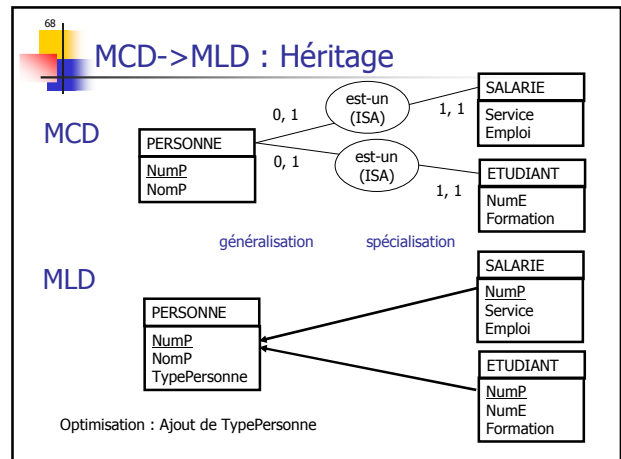 68
MCD->MLD : Héritage
MCD
PERSONNE
NumP
NomP
0, 1
0, 1
est-un
(ISA)
est-un
(ISA)
1, 1
1, 1
SALARIE
Service
Emploi
ETUDIANT
NumE
Formation
généralisation
spécialisation
MLD
PERSONNE
NumP
NomP
TypePersonne
SALARIE
NumP
Service
Emploi
ETUDIANT
NumP
NumE
Formation
Optimisation : Ajout de TypePersonne